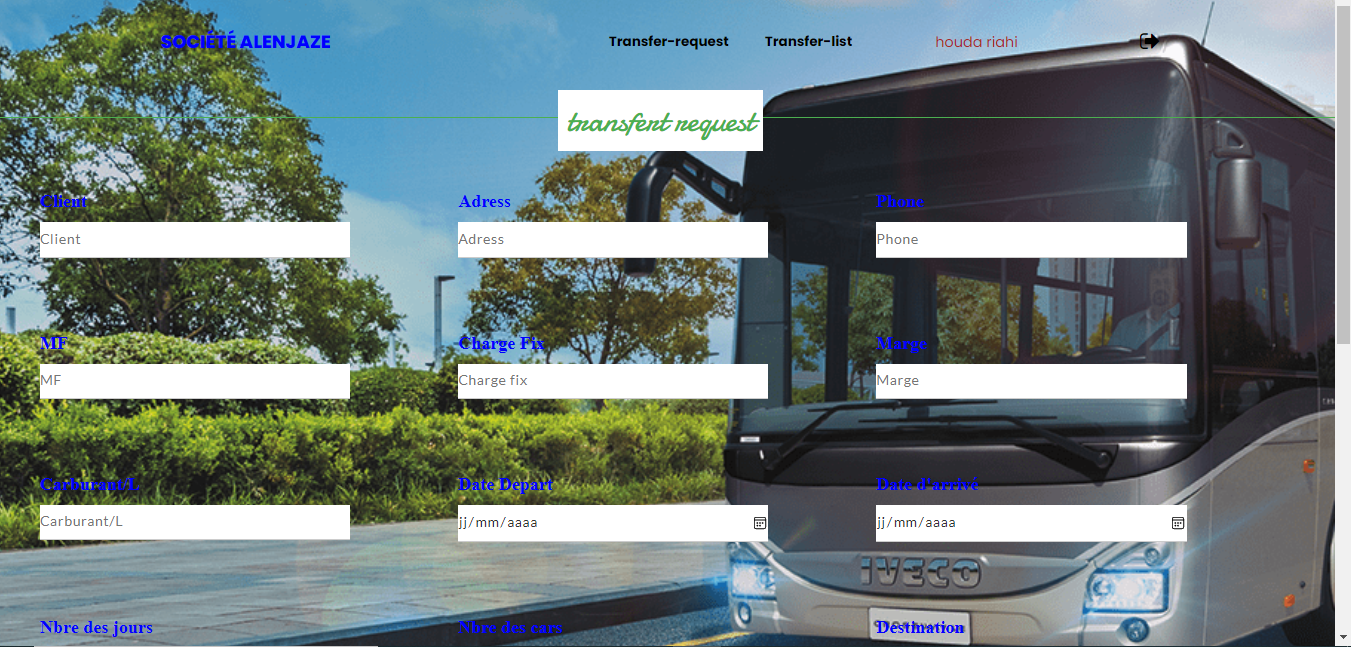 SOCIÉTÉ ALENJAZE
Transfer-request
Transfer-list
houda riahi
transfert request
Client
Adress
Phone
Client
Adress
Phone
MF
Charge Fix
Marge
MF
Charge fix
Marge
Carburant/L
Date Depart
Date d'arrivé
Carburant/L
jj/mm/aaaa
jj/mm/aaaa
IVECO
Nbre des jours
Nbre des cars
Destination